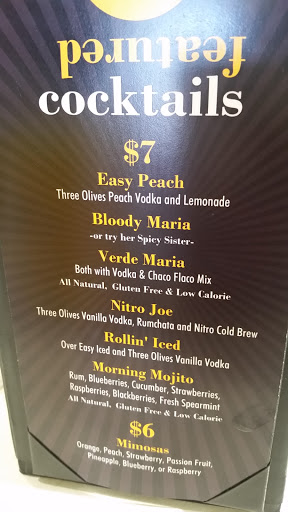 featured
cocktails
$7
Easy Peach
Three Olives Peach Vodka and Lemonade
Bloody Maria
-or try her Spicy Sister-
Verde Maria
Both with Vodka & Chaco Flaco Mix
All Natural, Gluten Free & Low Calorie
Nitro Joe
Three Olives Vanilla Vodka, Rumchata and Nitro Cold Brew
Rollin' Iced
Over Easy Iced and Three Olives Vanilla Vodka
Morning Mojito
Rum, Blueberries, Cucumber, Strawberries,
Raspberries, Blackberries, Fresh Spearmint
All Natural, Gluten Free & Low Calorie
$6
Mimosas
Orange, Peach, Strawberry, Passion Fruit,
Pineapple, Blueberry, or Raspberry